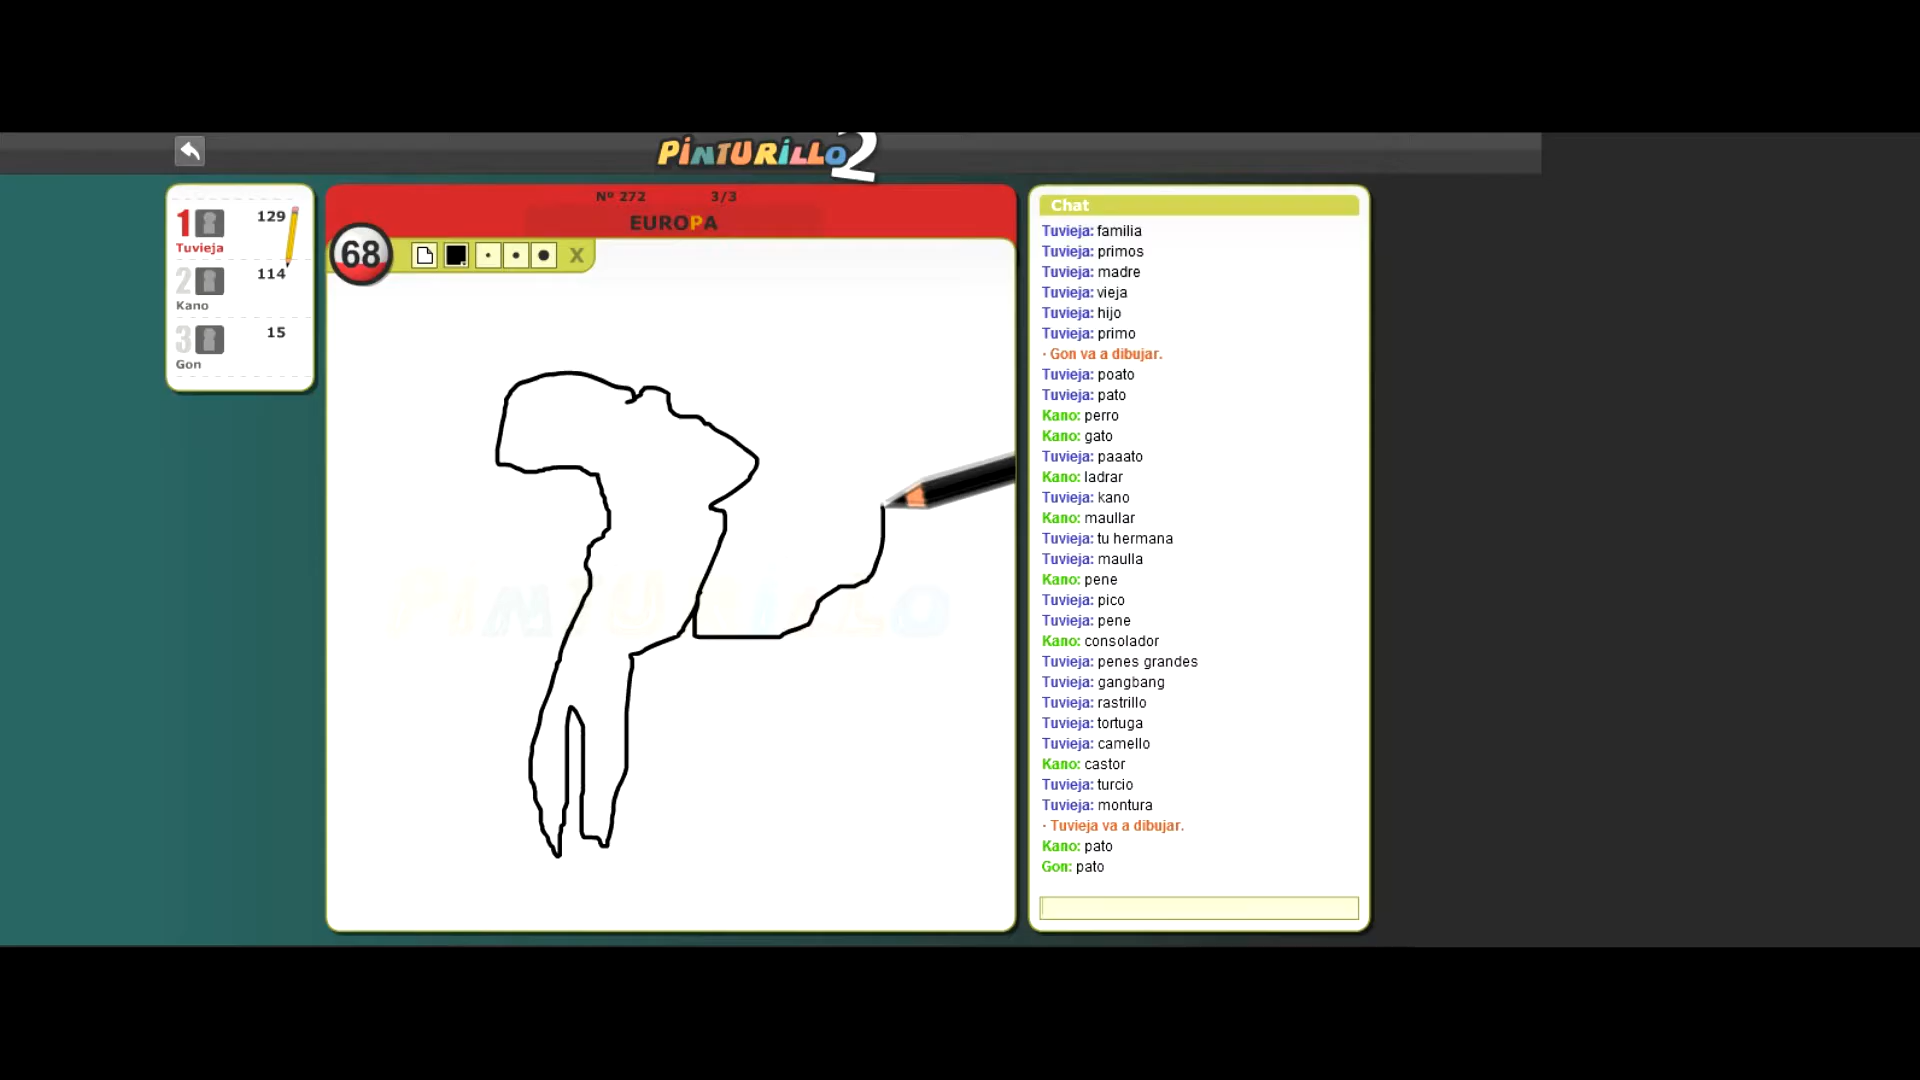 PiNTURiLLO2
Nº 272 3/3
EUROPA
68
X
1 129
Tuvieja
2 114
Kano
3 15
Gon
PiNTURiLLO
Chat
Tuvieja: familia
Tuvieja: primos
Tuvieja: madre
Tuvieja: vieja
Tuvieja: hijo
Tuvieja: primo
· Gon va a dibujar.
Tuvieja: poato
Tuvieja: pato
Kano: perro
Kano: gato
Tuvieja: paaato
Kano: ladrar
Tuvieja: kano
Kano: maullar
Tuvieja: tu hermana
Tuvieja: maulla
Kano: pene
Tuvieja: pico
Tuvieja: pene
Kano: consolador
Tuvieja: penes grandes
Tuvieja: gangbang
Tuvieja: rastrillo
Tuvieja: tortuga
Tuvieja: camello
Kano: castor
Tuvieja: turcio
Tuvieja: montura
· Tuvieja va a dibujar.
Kano: pato
Gon: pato